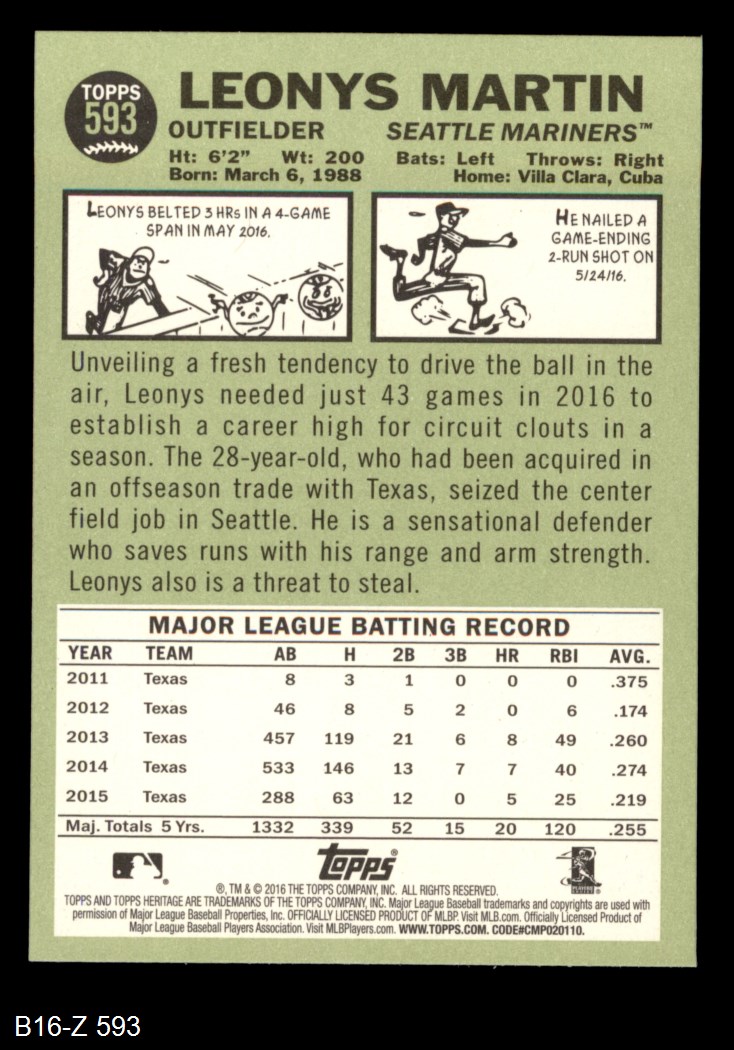 TOPPS
593
LEONYS MARTIN
OUTFIELDER SEATTLE MARINERS™
Ht: 6'2" Wt: 200 Bats: Left Throws: Right
Born: March 6, 1988 Home: Villa Clara, Cuba
LEONYS BELTED 3 HRs IN A 4-GAME
SPAN IN MAY 2016.
HE NAILED A
GAME-ENDING
2-RUN SHOT ON
5/24/16.
Unveiling a fresh tendency to drive the ball in the
air, Leonys needed just 43 games in 2016 to
establish a career high for circuit clouts in a
season. The 28-year-old, who had been acquired in
an offseason trade with Texas, seized the center
field job in Seattle. He is a sensational defender
who saves runs with his range and arm strength.
Leonys also is a threat to steal.
MAJOR LEAGUE BATTING RECORD
YEAR TEAM AB H 2B 3B HR RBI AVG.
2011 Texas 8 3 1 0 0 0 .375
2012 Texas 46 8 5 2 0 6 .174
2013 Texas 457 119 21 6 8 49 .260
2014 Texas 533 146 13 7 7 40 .274
2015 Texas 288 63 12 0 5 25 .219
Maj. Totals 5 Yrs. 1332 339 52 15 20 120 .255
Topps®
®, TM & © 2016 THE TOPPS COMPANY, INC. ALL RIGHTS RESERVED.
TOPPS AND TOPPS HERITAGE ARE TRADEMARKS OF THE TOPPS COMPANY, INC. Major League Baseball trademarks and copyrights are used with
permission of Major League Baseball Properties, Inc. OFFICIALLY LICENSED PRODUCT OF MLBP. Visit MLB.com. Officially Licensed Product of
Major League Baseball Players Association. Visit MLBPlayers.com. WWW.TOPPS.COM. CODE#CMP020110.
B16-Z 593